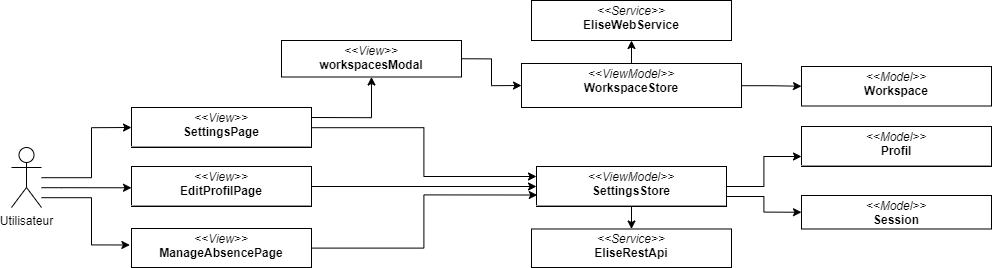 <<Service>>
EliseWebService
<<View>>
workspacesModal
<<ViewModel>>
WorkspaceStore
<<Model>>
Workspace
<<View>>
SettingsPage
<<Model>>
Profil
<<View>>
EditProfilPage
<<ViewModel>>
SettingsStore
<<Model>>
Session
Utilisateur
<<View>>
ManageAbsencePage
<<Service>>
EliseRestApi